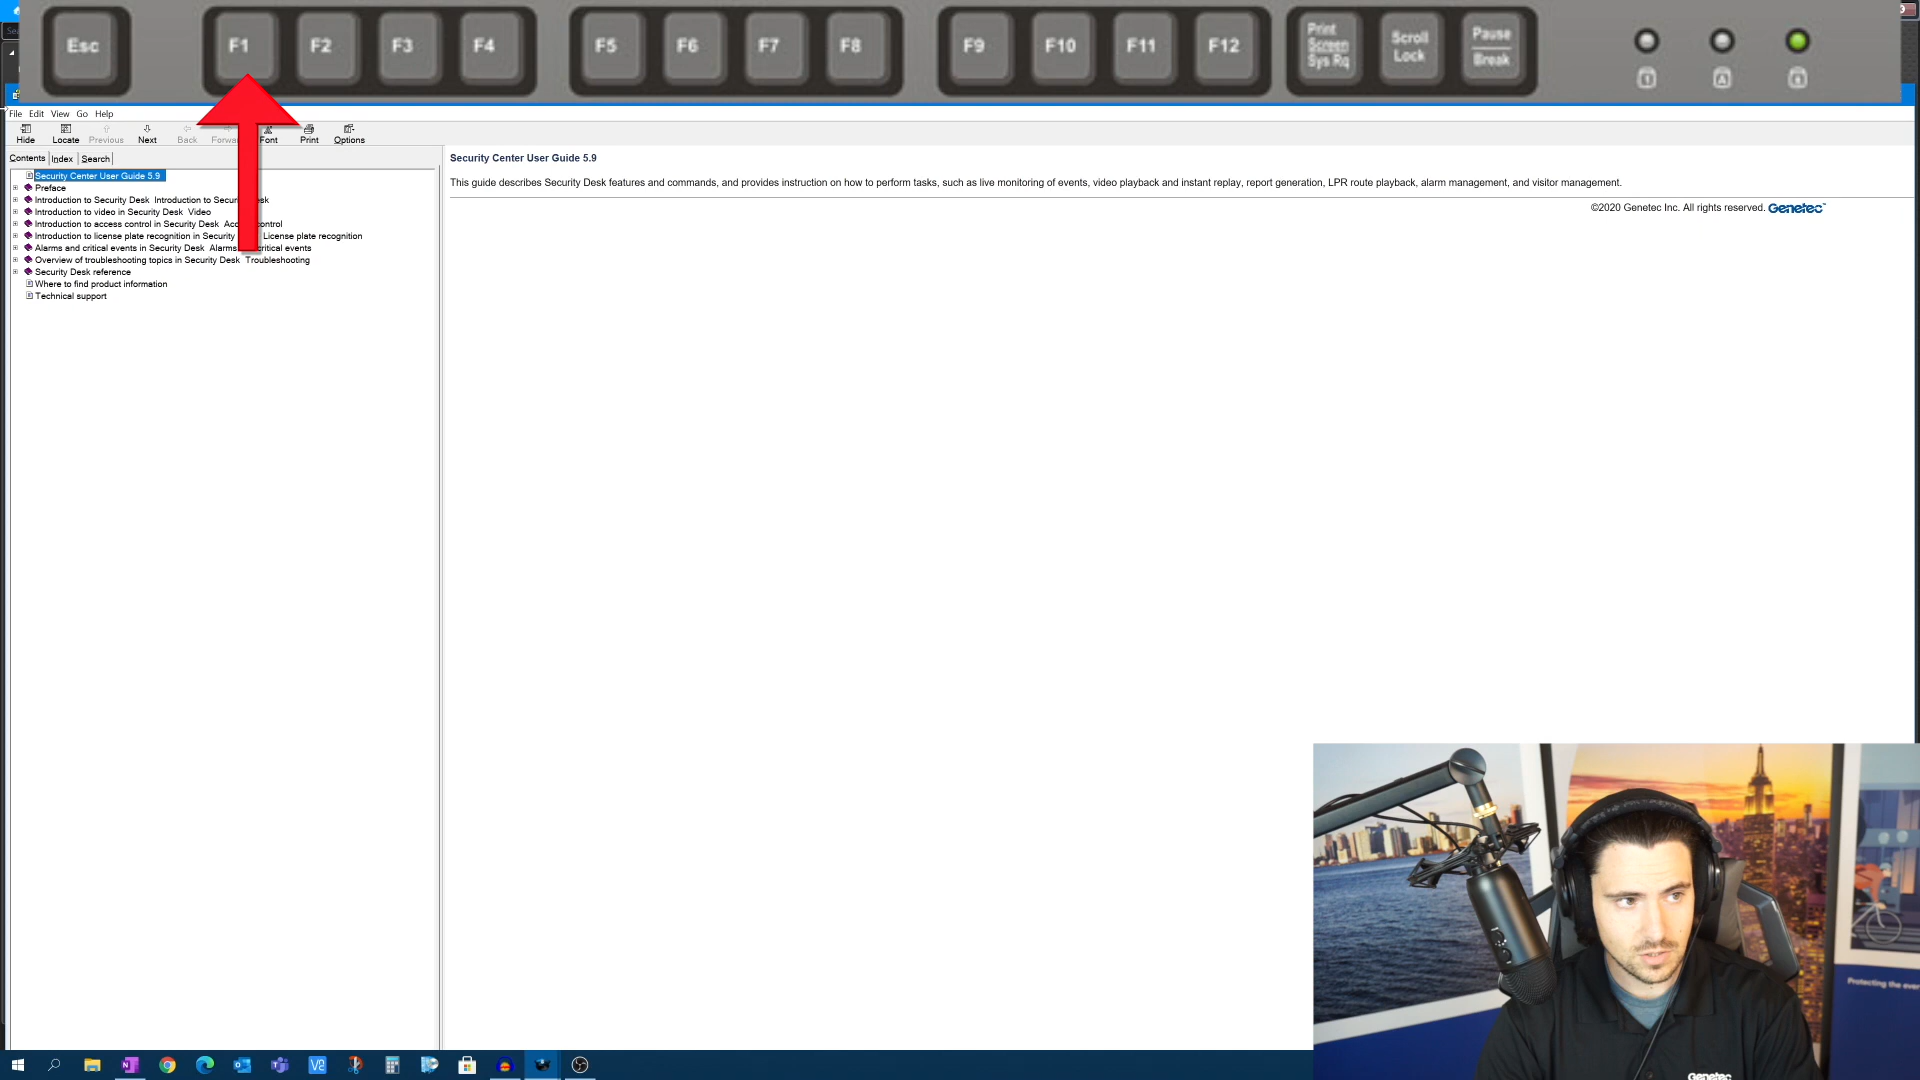 Esc F1 F2 F3 F4 F5 F6 F7 F8 F9 F10 F11 F12 Print Screen Sys Rq Scroll Lock Pause Break
1 A
File Edit View Go Help
Hide Locate Previous Next Back Font Print Options
Contents Index Search
Security Center User Guide 5.9
Preface
Introduction to Security Desk Introduction to
Introduction to video in Security Desk Video
Introduction to access control in Security Desk
Introduction to license plate recognition in Security License plate recognition
Alarms and critical events in Security Desk Alarms critical events
Overview of troubleshooting topics in Security Desk Troubleshooting
Security Desk reference
Where to find product information
Technical support
Security Center User Guide 5.9
This guide describes Security Desk features and commands, and provides instruction on how to perform tasks, such as live monitoring of events, video playback and instant replay, report generation, LPR route playback, alarm management, and visitor management.
©2020 Genetec Inc. All rights reserved. Genetec™
Protecting the
Genetec